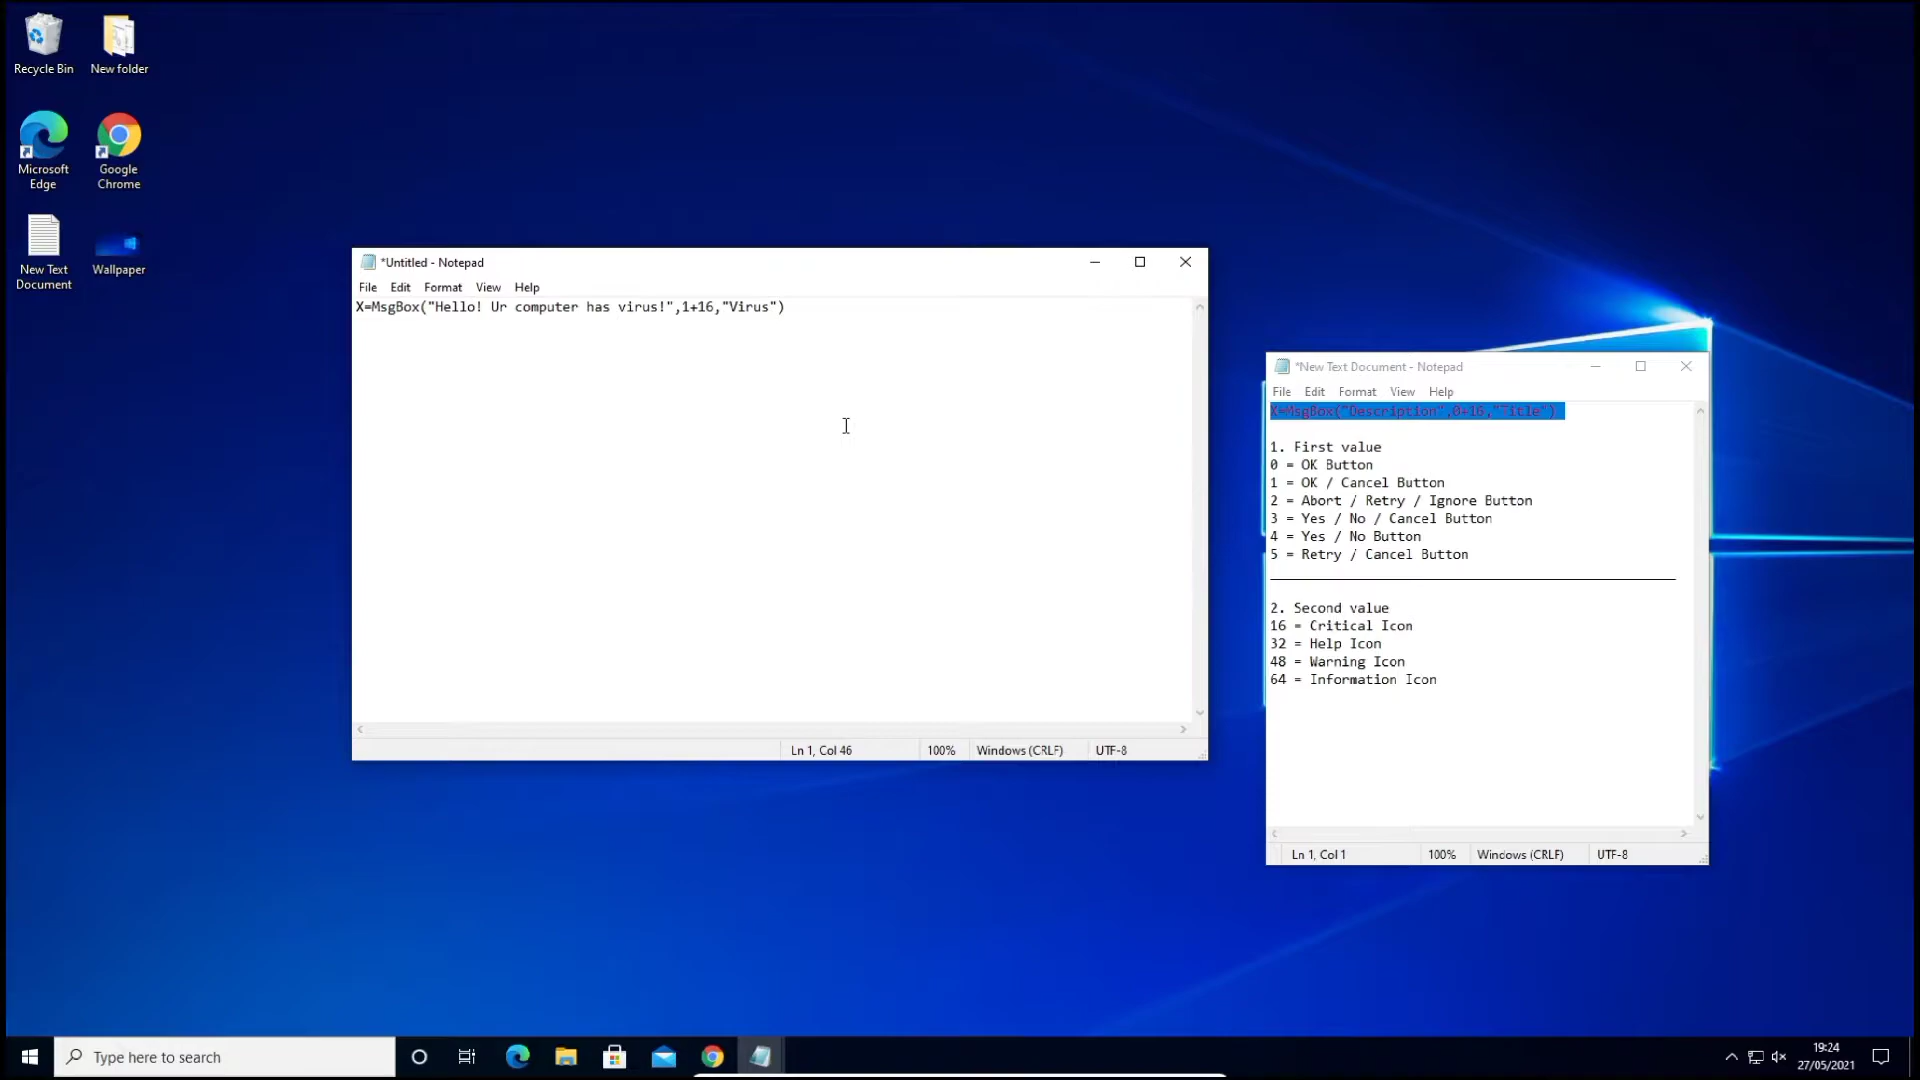 Recycle Bin
New folder
Microsoft
Edge
Google
Chrome
New Text
Document
Wallpaper
*Untitled - Notepad
File Edit Format View Help
X=MsgBox("Hello! Ur computer has virus!",1+16,"Virus")
Ln 1, Col 46 100% Windows (CRLF) UTF-8
*New Text Document - Notepad
File Edit Format View Help
X=MsgBox("Description",0+16,"Title")
1. First value
0 = OK Button
1 = OK / Cancel Button
2 = Abort / Retry / Ignore Button
3 = Yes / No / Cancel Button
4 = Yes / No Button
5 = Retry / Cancel Button
2. Second value
16 = Critical Icon
32 = Help Icon
48 = Warning Icon
64 = Information Icon
Ln 1, Col 1 100% Windows (CRLF) UTF-8
Type here to search
19:24
27/05/2021